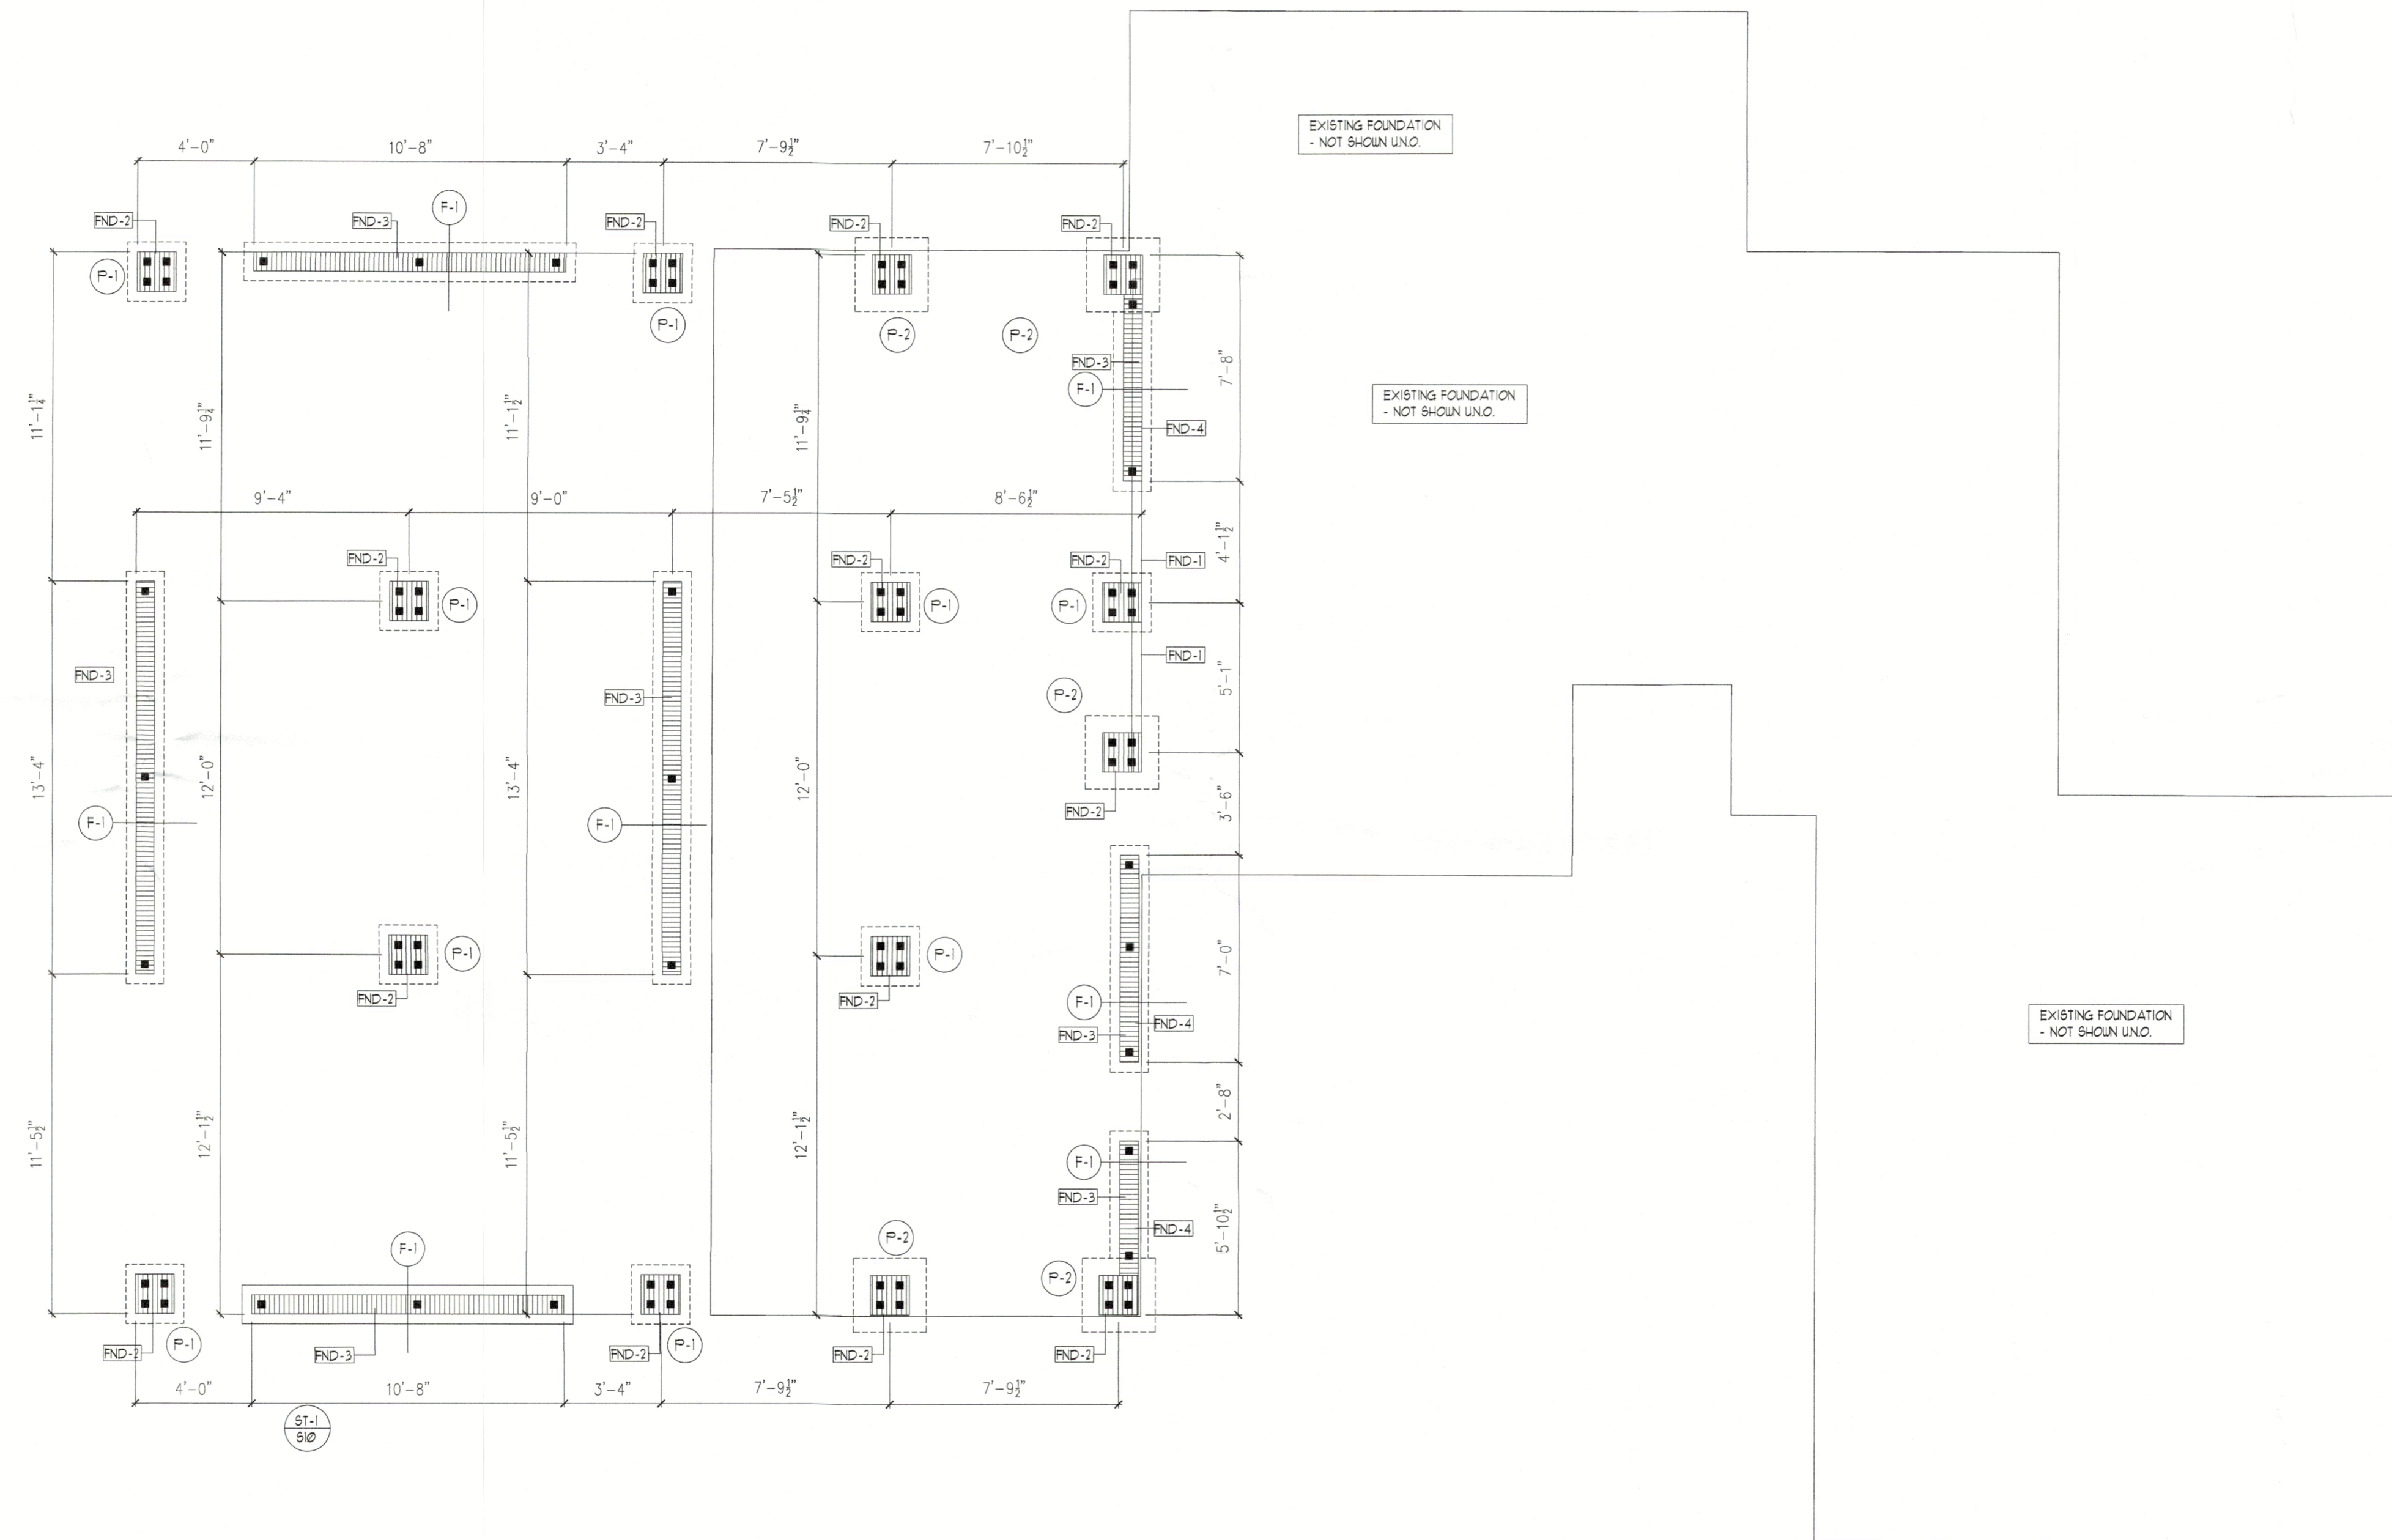 EXISTING FOUNDATION
- NOT SHOWN U.N.O.
4'-0"
10'-8"
3'-4"
7'-9½"
7'-10½"
FND-2
FND-3
F-1
FND-2
FND-2
FND-2
P-1
P-1
P-2
P-2
FND-3
F-1
FND-4
7'-8"
11'-1¼"
11'-9¼"
11'-1½"
11'-9¼"
EXISTING FOUNDATION
- NOT SHOWN U.N.O.
9'-4"
9'-0"
7'-5½"
8'-6½"
4'-1½"
FND-2
FND-2
FND-2
FND-1
P-1
P-1
P-1
FND-1
FND-3
FND-3
P-2
5'-1"
13'-4"
12'-0"
13'-4"
12'-0"
3'-6"
FND-2
F-1
F-1
P-1
P-1
7'-0"
FND-2
FND-2
F-1
FND-4
FND-3
EXISTING FOUNDATION
- NOT SHOWN U.N.O.
2'-8"
11'-5½"
12'-1½"
11'-5½"
12'-1½"
F-1
FND-3
FND-4
5'-10½"
F-1
P-2
P-2
P-1
P-1
FND-2
FND-3
FND-2
FND-2
FND-2
4'-0"
10'-8"
3'-4"
7'-9½"
7'-9½"
ST-1
S10